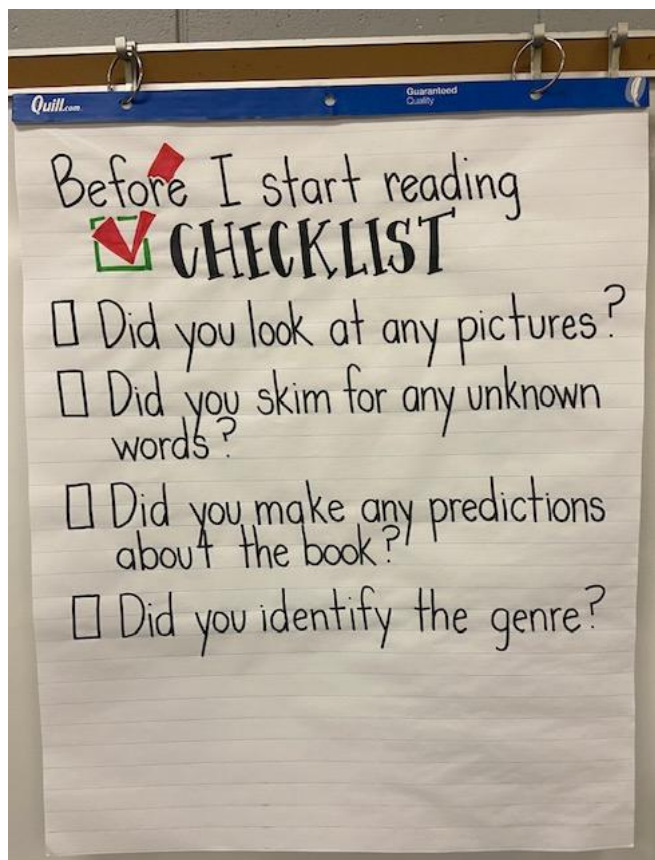 Quill.com
Guaranteed
Quality
Before I start reading
CHECKLIST
Did you look at any pictures?
Did you skim for any unknown
words?
Did you make any predictions
about the book?
Did you identify the genre?